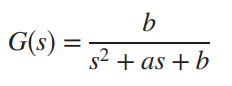 G(s) = b / (s² + as + b)